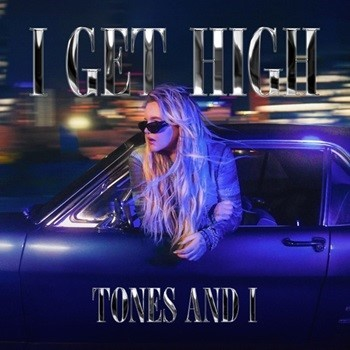 I GET HIGH
TONES AND I